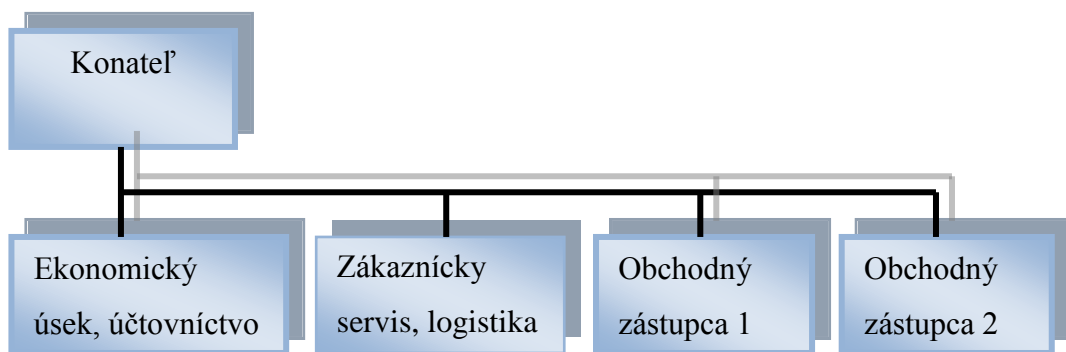 Konateľ
Ekonomický
úsek, účtovníctvo
Zákaznícky
servis, logistika
Obchodný
zástupca 1
Obchodný
zástupca 2